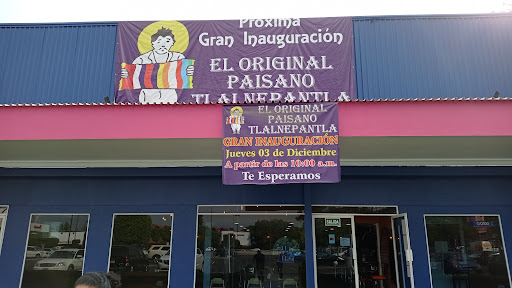 Próxima
Gran Inauguración
EL ORIGINAL
PAISANO
TLALNEPANTLA
EL ORIGINAL PAISANO
TLALNEPANTLA
GRAN INAUGURACIÓN
Jueves 03 de Diciembre
A partir de las 10:00 a.m.
Te Esperamos
SALIDA